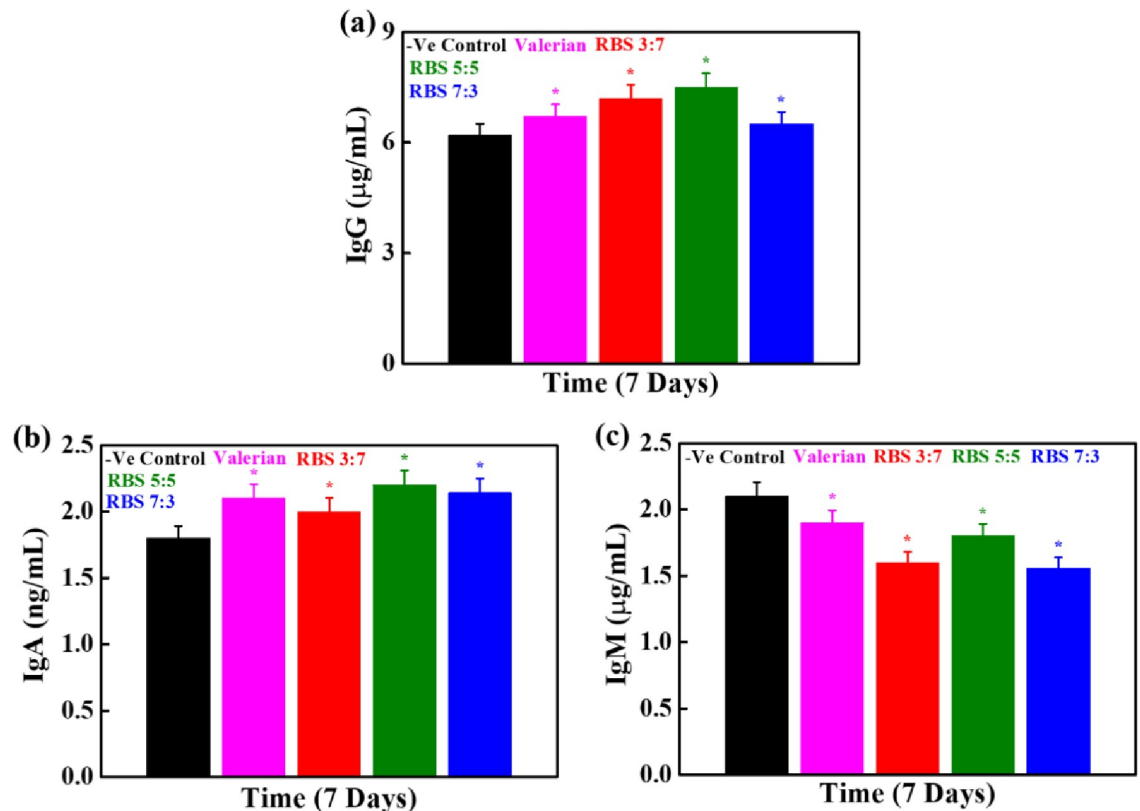 (a)
9
6
3
0
IgG (µg/mL)
-Ve Control Valerian RBS 3:7
RBS 5:5
RBS 7:3
* * * *
Time (7 Days)
(b)
2.5
2.0
1.5
1.0
0.5
0.0
IgA (ng/mL)
-Ve Control Valerian RBS 3:7
RBS 5:5
RBS 7:3
* * * *
Time (7 Days)
(c)
2.5
2.0
1.5
1.0
0.5
0.0
IgM (µg/mL)
-Ve Control Valerian RBS 3:7 RBS 5:5 RBS 7:3
* * * *
Time (7 Days)